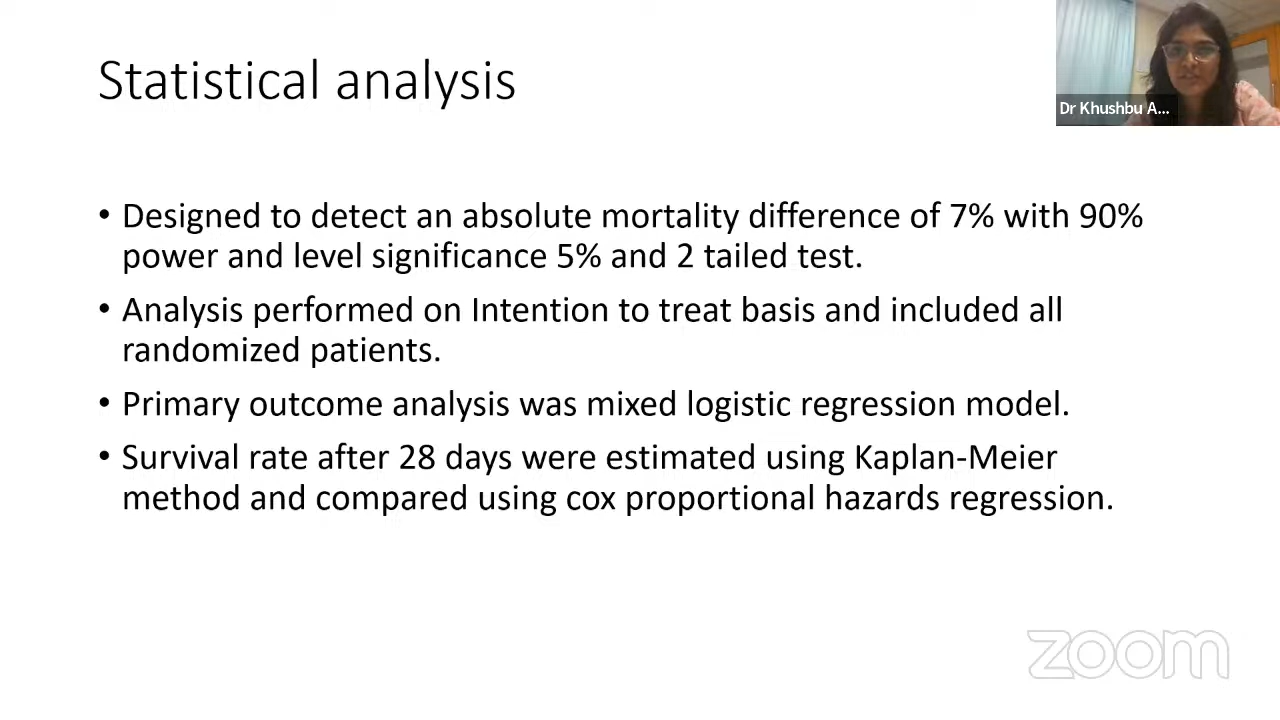 Statistical analysis
Dr Khushbu A...
• Designed to detect an absolute mortality difference of 7% with 90%
power and level significance 5% and 2 tailed test.
• Analysis performed on Intention to treat basis and included all
randomized patients.
• Primary outcome analysis was mixed logistic regression model.
• Survival rate after 28 days were estimated using Kaplan-Meier
method and compared using cox proportional hazards regression.
zoom